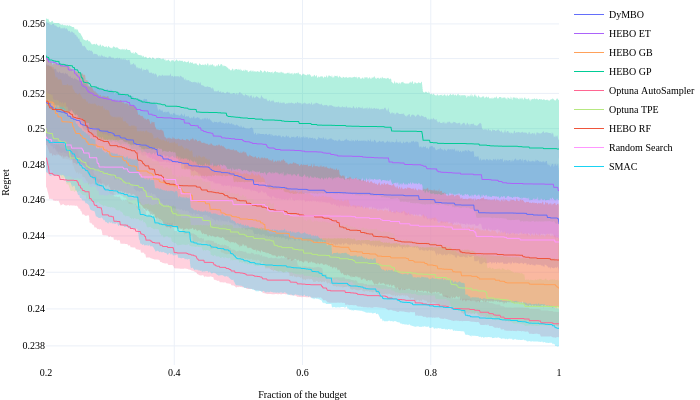 0.256
0.254
0.252
0.25
0.248
0.246
0.244
0.242
0.24
0.238
Regret
0.2
0.4
0.6
0.8
1
Fraction of the budget
DyMBO
HEBO ET
HEBO GB
HEBO GP
Optuna AutoSampler
Optuna TPE
HEBO RF
Random Search
SMAC